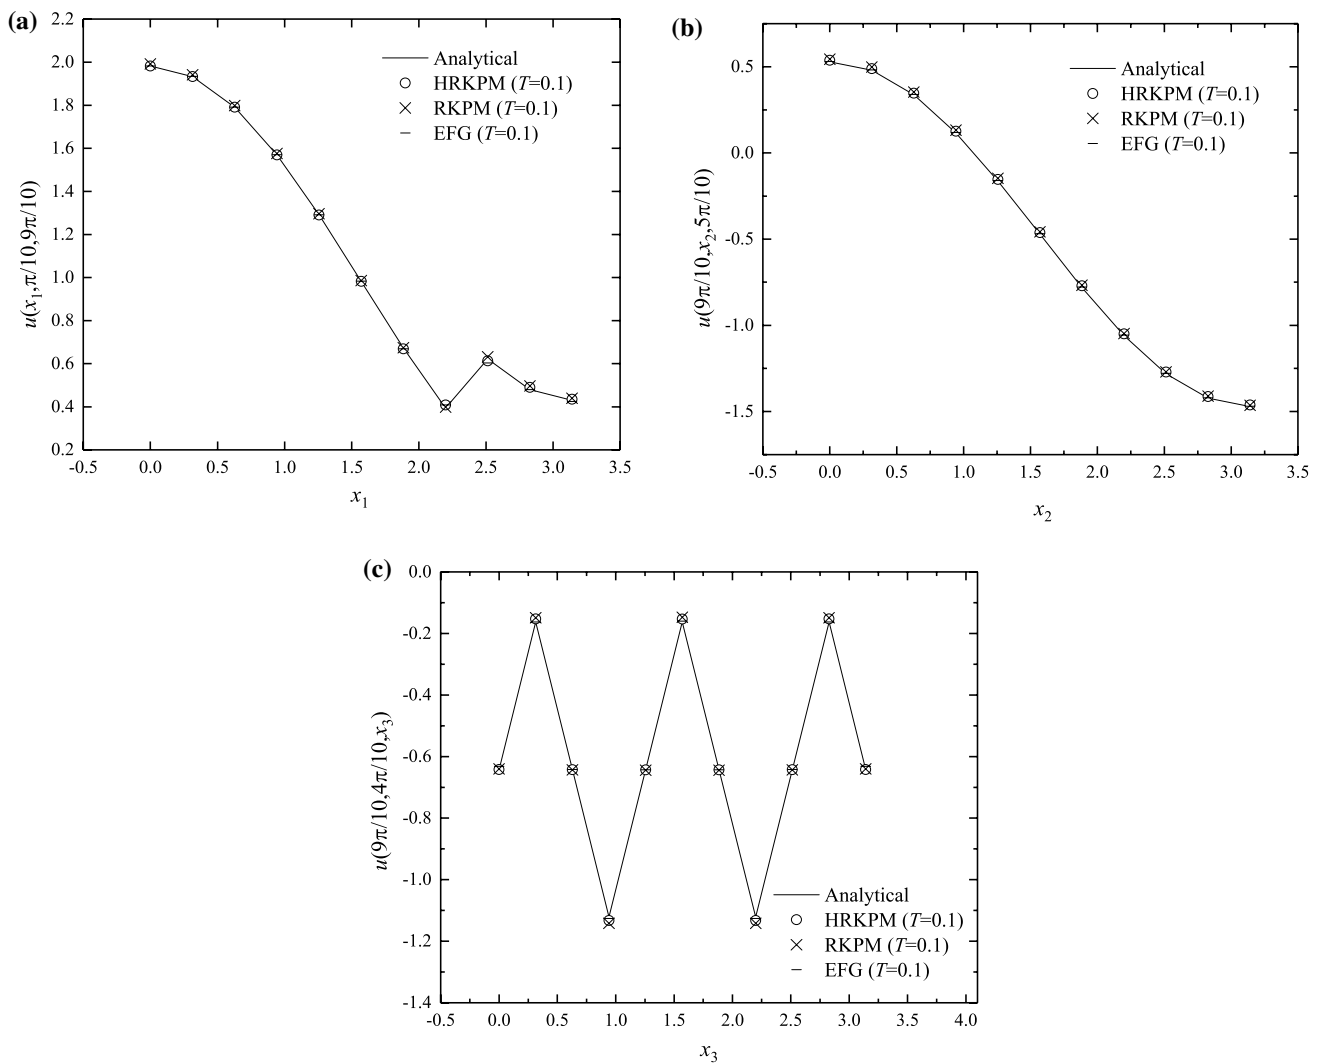 (a)
2.2
2.0
1.8
1.6
1.4
1.2
1.0
0.8
0.6
0.4
0.2
-0.5 0.0 0.5 1.0 1.5 2.0 2.5 3.0 3.5
x1
u(x1,π/10,9π/10)
Analytical
HRKPM (T=0.1)
RKPM (T=0.1)
EFG (T=0.1)
(b)
0.5
0.0
-0.5
-1.0
-1.5
-0.5 0.0 0.5 1.0 1.5 2.0 2.5 3.0 3.5
x2
u(9π/10,x2,5π/10)
Analytical
HRKPM (T=0.1)
RKPM (T=0.1)
EFG (T=0.1)
(c)
0.0
-0.2
-0.4
-0.6
-0.8
-1.0
-1.2
-1.4
-0.5 0.0 0.5 1.0 1.5 2.0 2.5 3.0 3.5 4.0
x3
u(9π/10,4π/10,x3)
Analytical
HRKPM (T=0.1)
RKPM (T=0.1)
EFG (T=0.1)